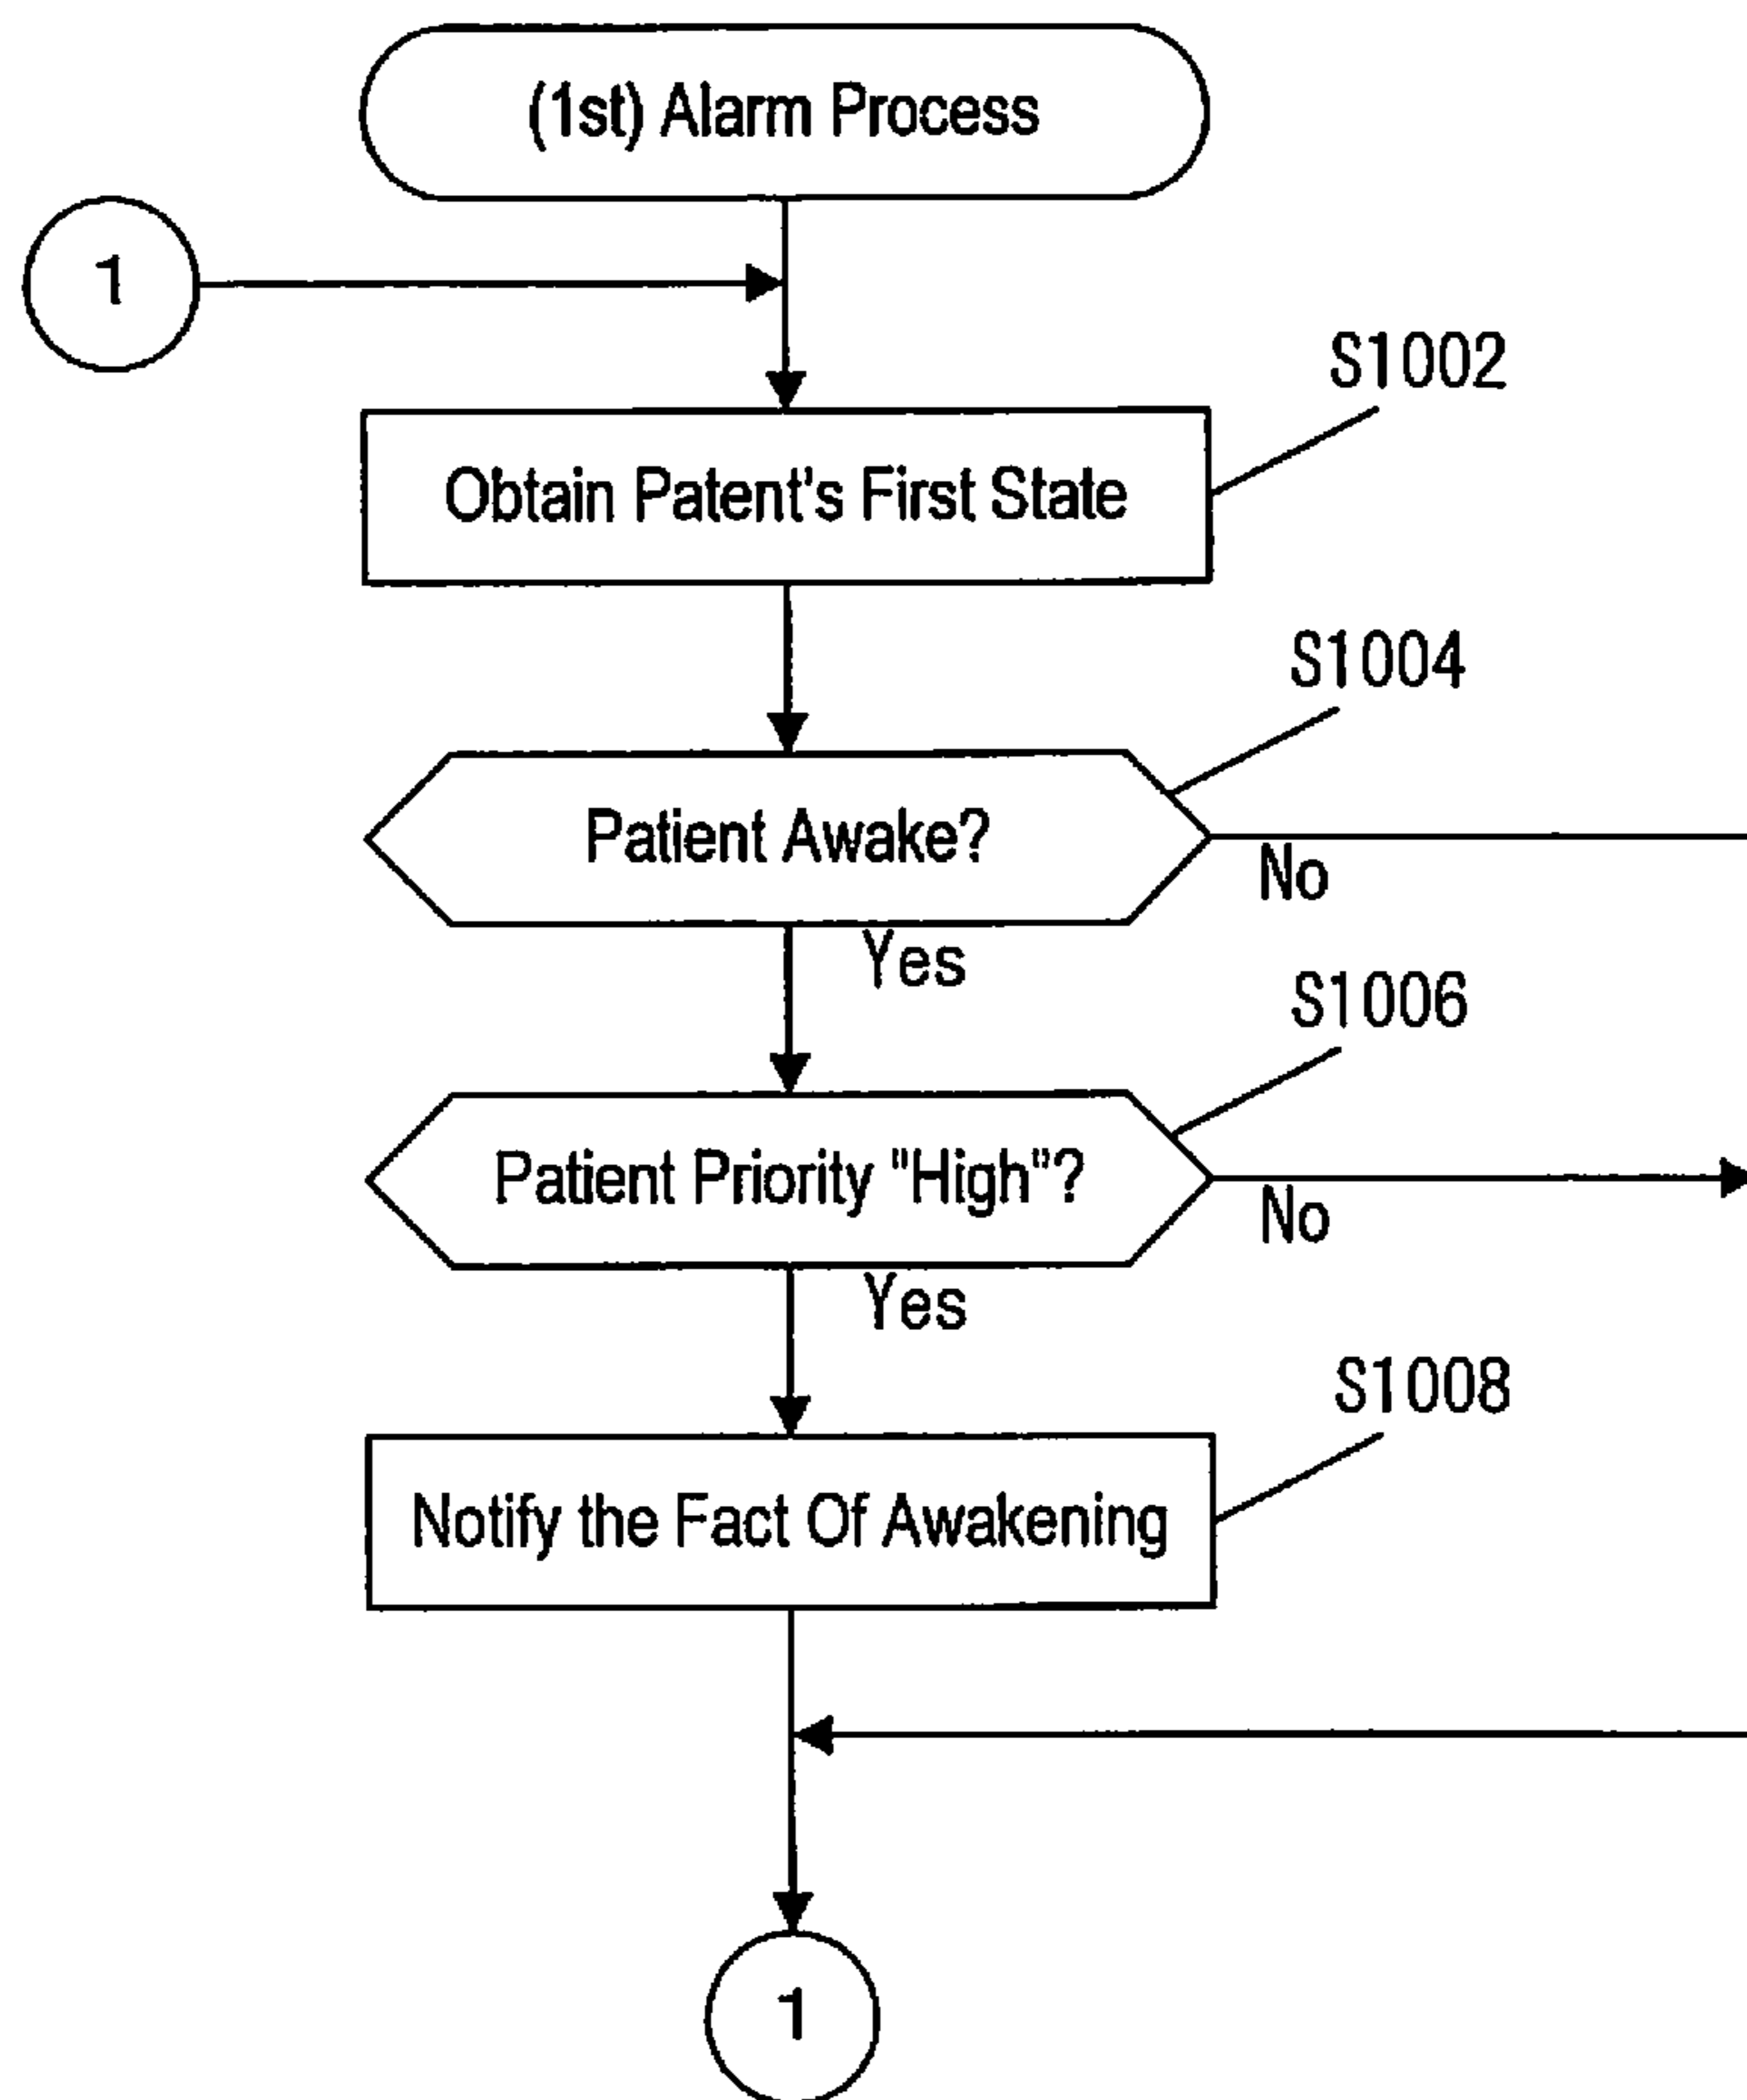 (1st) Alarm Process
1
S1002
Obtain Patent's First State
S1004
Patient Awake?
No
Yes
S1006
Patient Priority "High"?
No
Yes
S1008
Notify the Fact Of Awakening
1